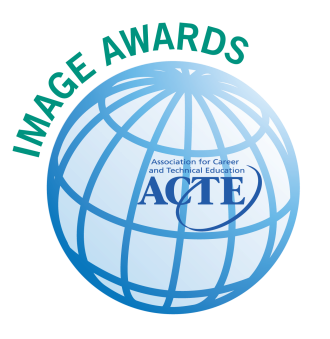 IMAGE AWARDS
Association for Career
and Technical Education
ACTE